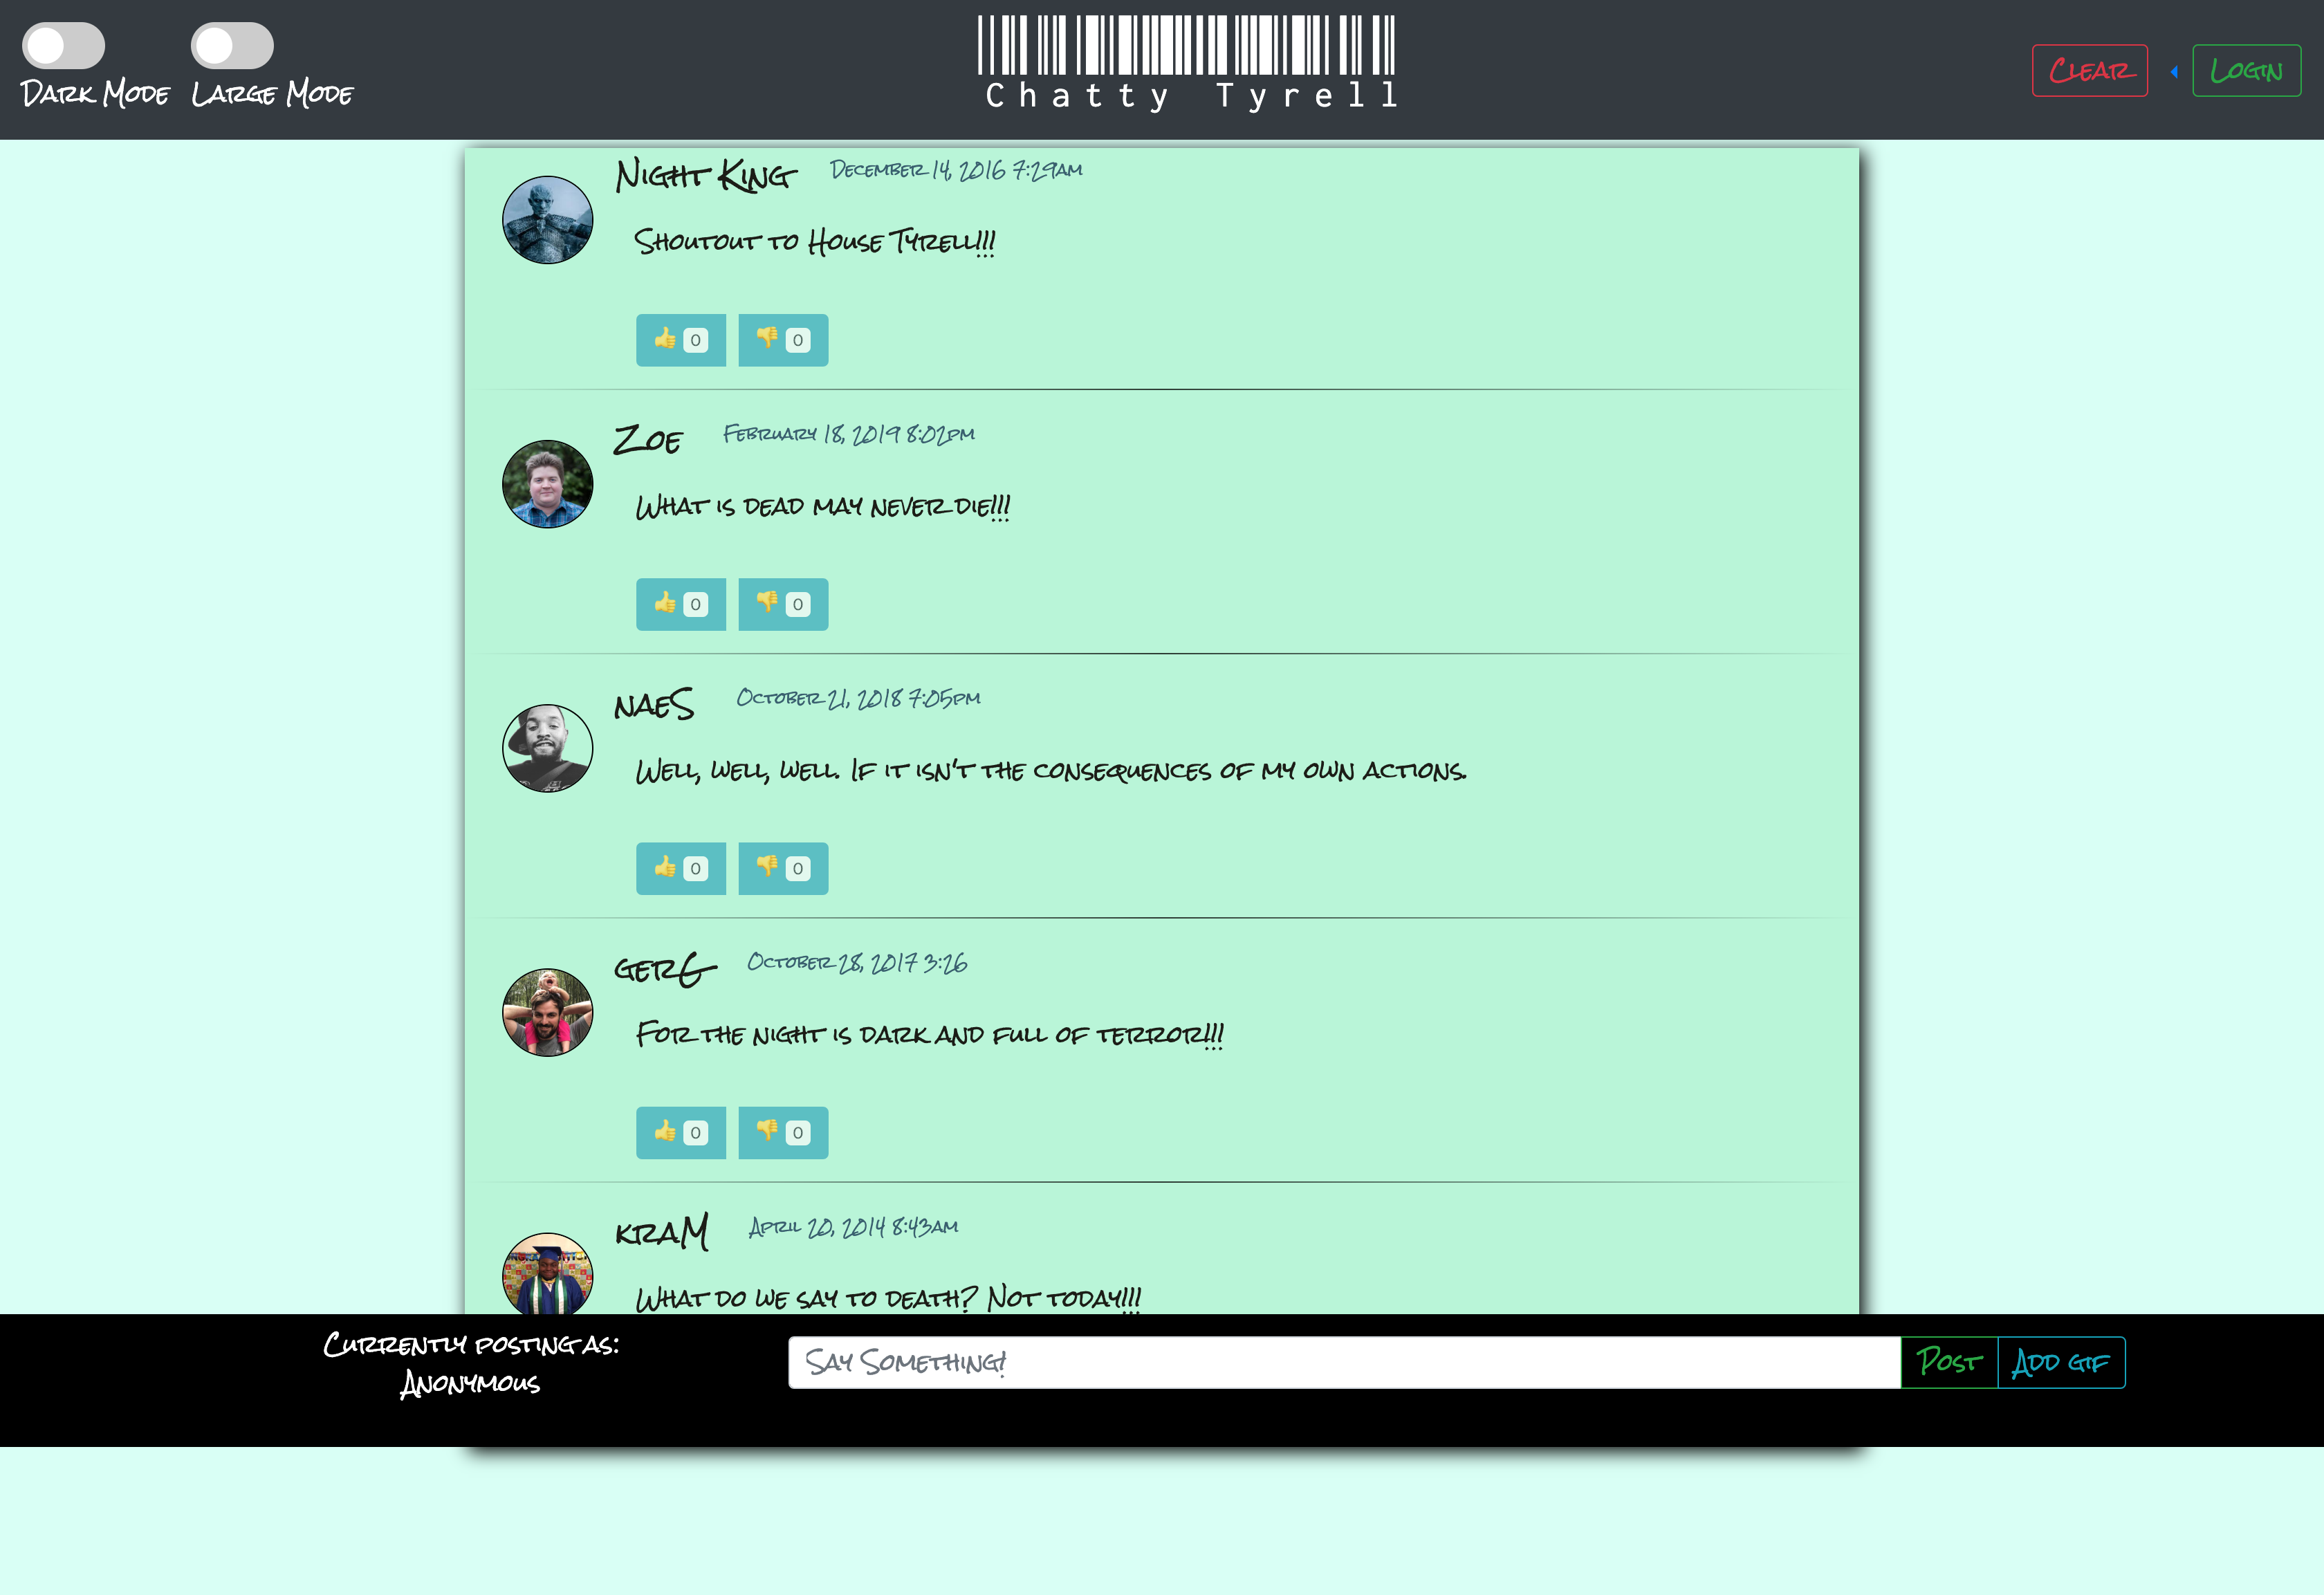 Dark Mode
Large Mode
Chatty Tyrell
Clear
Login
Night King December 14, 2016 7:29am
Shoutout to House Tyrell!!!
👍 0 👎 0
Zoe February 18, 2019 8:02pm
What is dead may never die!!!
👍 0 👎 0
naeS October 21, 2018 7:05pm
Well, well, well. If it isn't the consequences of my own actions.
👍 0 👎 0
gerG October 28, 2017 3:26
For the night is dark and full of terror!!!
👍 0 👎 0
kraM April 20, 2014 8:43am
What do we say to death? Not today!!!
Currently posting as:
Anonymous
Say Something!
Post
Add gif